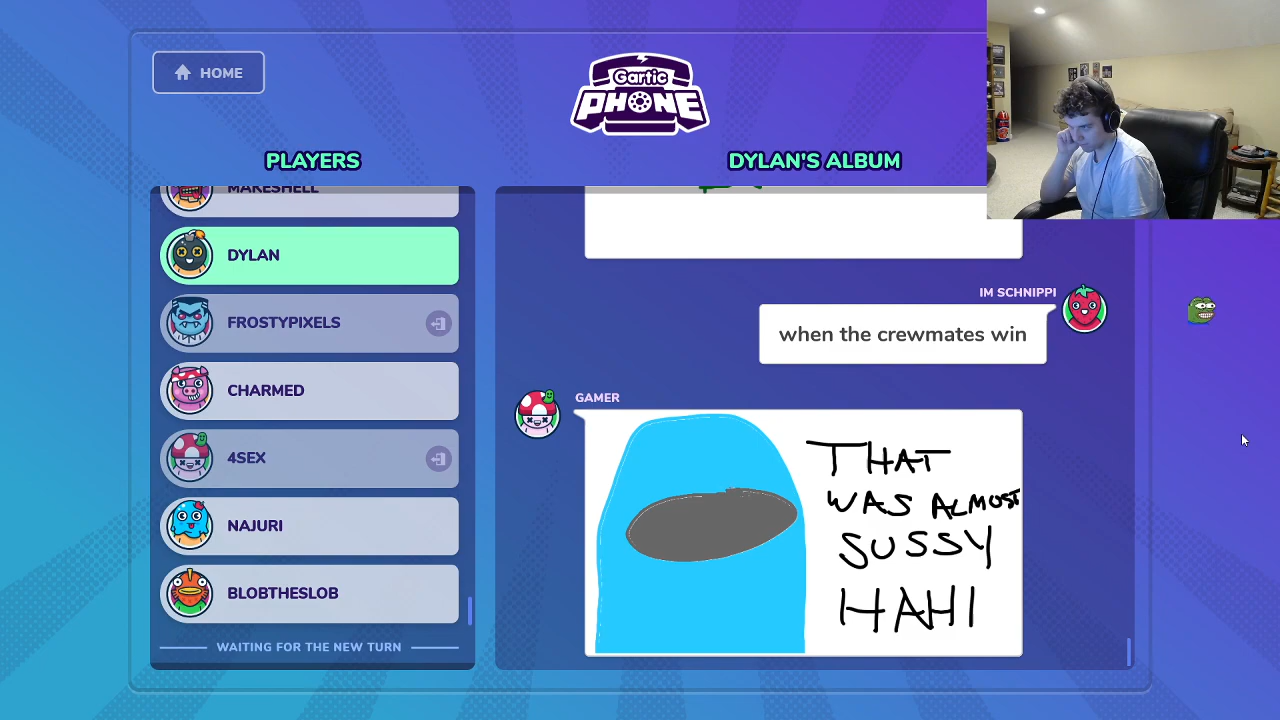 HOME
Gartic
PHONE
PLAYERS
DYLAN'S ALBUM
MAKESHELL
DYLAN
FROSTYPIXELS
CHARMED
4SEX
NAJURI
BLOBTHESLOB
WAITING FOR THE NEW TURN
IM SCHNIPPI
when the crewmates win
GAMER
THAT
WAS ALMOST
SUSSY
HAHI